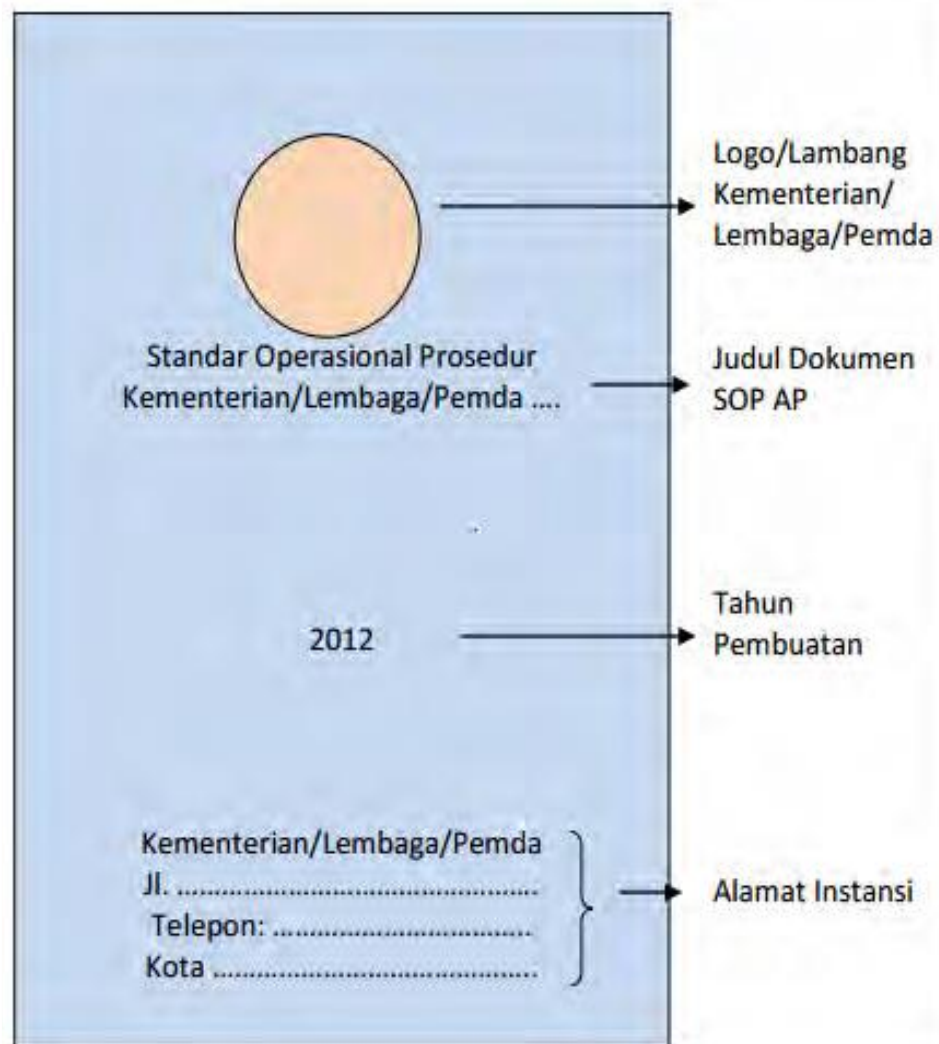 Logo/Lambang
Kementerian/
Lembaga/Pemda
Standar Operasional Prosedur
Kementerian/Lembaga/Pemda ....
Judul Dokumen
SOP AP
2012
Tahun
Pembuatan
Kementerian/Lembaga/Pemda
Jl. ................................................
Telepon: ..................................
Kota ...........................................
Alamat Instansi